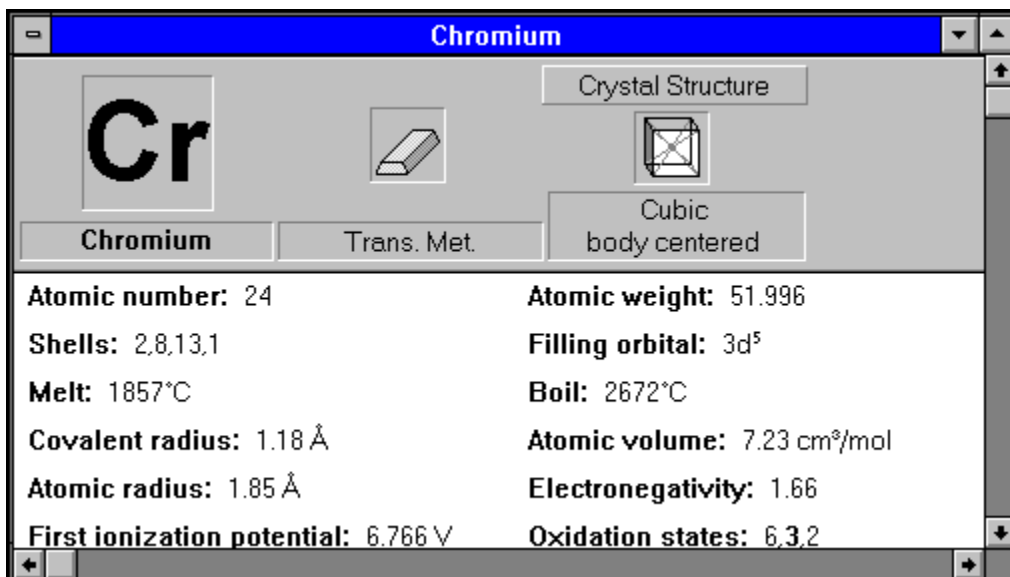 Chromium
Crystal Structure
Cr
Cubic
body centered
Chromium
Trans. Met.
Atomic number: 24 Atomic weight: 51.996
Shells: 2,8,13,1 Filling orbital: 3d⁵
Melt: 1857°C Boil: 2672°C
Covalent radius: 1.18 Å Atomic volume: 7.23 cm³/mol
Atomic radius: 1.85 Å Electronegativity: 1.66
First ionization potential: 6.766 V Oxidation states: 6,3,2